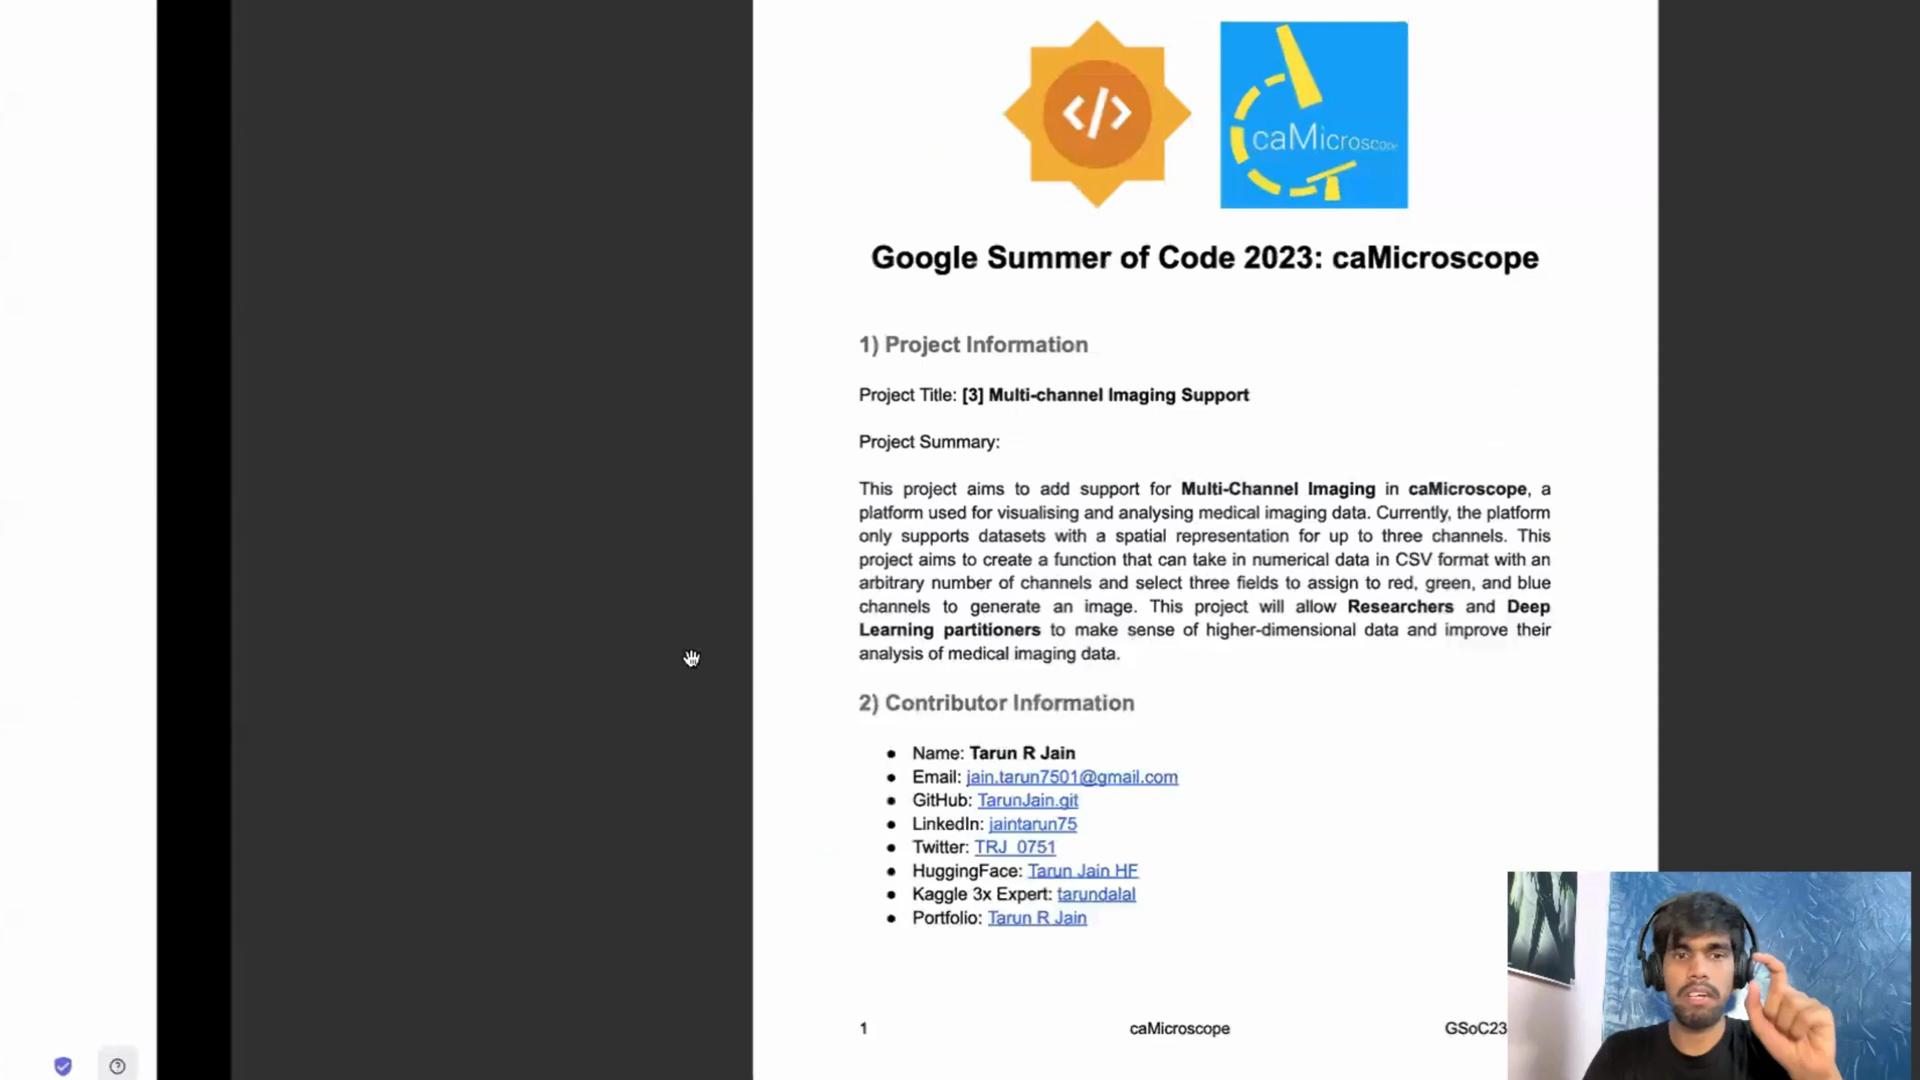 </>
caMicroscope
Google Summer of Code 2023: caMicroscope
1) Project Information
Project Title: [3] Multi-channel Imaging Support
Project Summary:
This project aims to add support for Multi-Channel Imaging in caMicroscope, a
platform used for visualising and analysing medical imaging data. Currently, the platform
only supports datasets with a spatial representation for up to three channels. This
project aims to create a function that can take in numerical data in CSV format with an
arbitrary number of channels and select three fields to assign to red, green, and blue
channels to generate an image. This project will allow Researchers and Deep
Learning partitioners to make sense of higher-dimensional data and improve their
analysis of medical imaging data.
2) Contributor Information
● Name: Tarun R Jain
● Email: jain.tarun7501@gmail.com
● GitHub: TarunJain.git
● LinkedIn: jaintarun75
● Twitter: TRJ_0751
● HuggingFace: Tarun Jain HF
● Kaggle 3x Expert: tarundalal
● Portfolio: Tarun R Jain
1 caMicroscope GSoC23